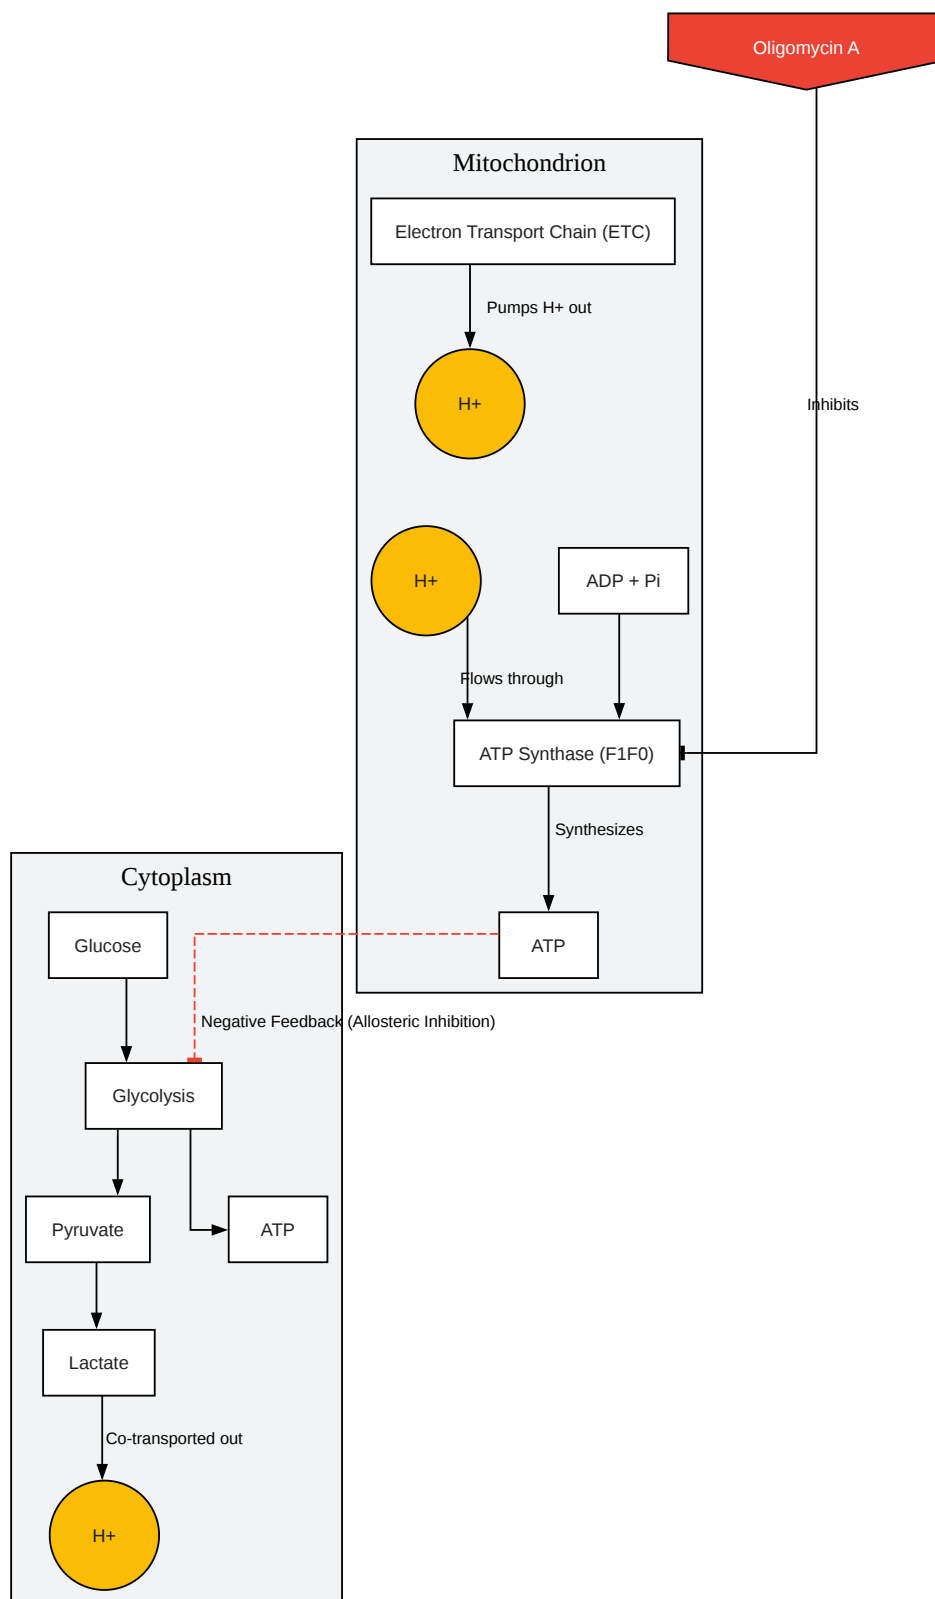 Oligomycin A
Mitochondrion
Electron Transport Chain (ETC)
Pumps H+ out
H+
Inhibits
H+
ADP + Pi
Flows through
ATP Synthase (F1F0)
Synthesizes
Cytoplasm
Glucose
ATP
Negative Feedback (Allosteric Inhibition)
Glycolysis
Pyruvate
ATP
Lactate
Co-transported out
H+